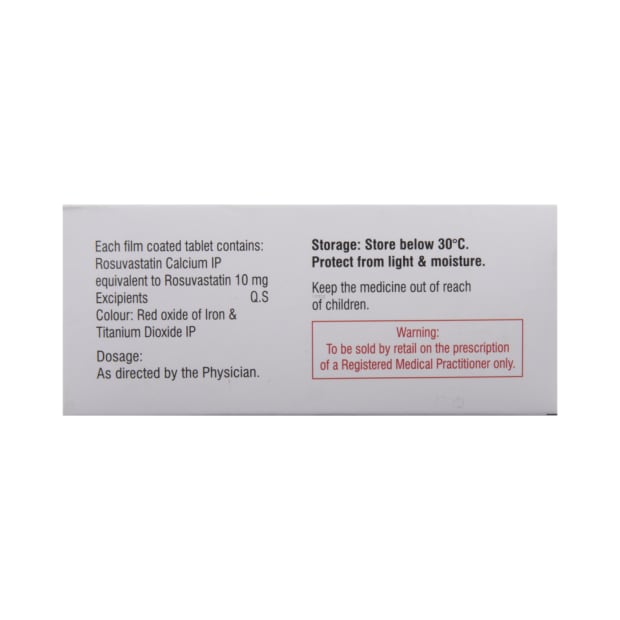 Each film coated tablet contains:
Rosuvastatin Calcium IP
equivalent to Rosuvastatin 10 mg
Excipients Q.S
Colour: Red oxide of Iron &
Titanium Dioxide IP
Dosage:
As directed by the Physician.
Storage: Store below 30°C.
Protect from light & moisture.
Keep the medicine out of reach
of children.
Warning:
To be sold by retail on the prescription
of a Registered Medical Practitioner only.